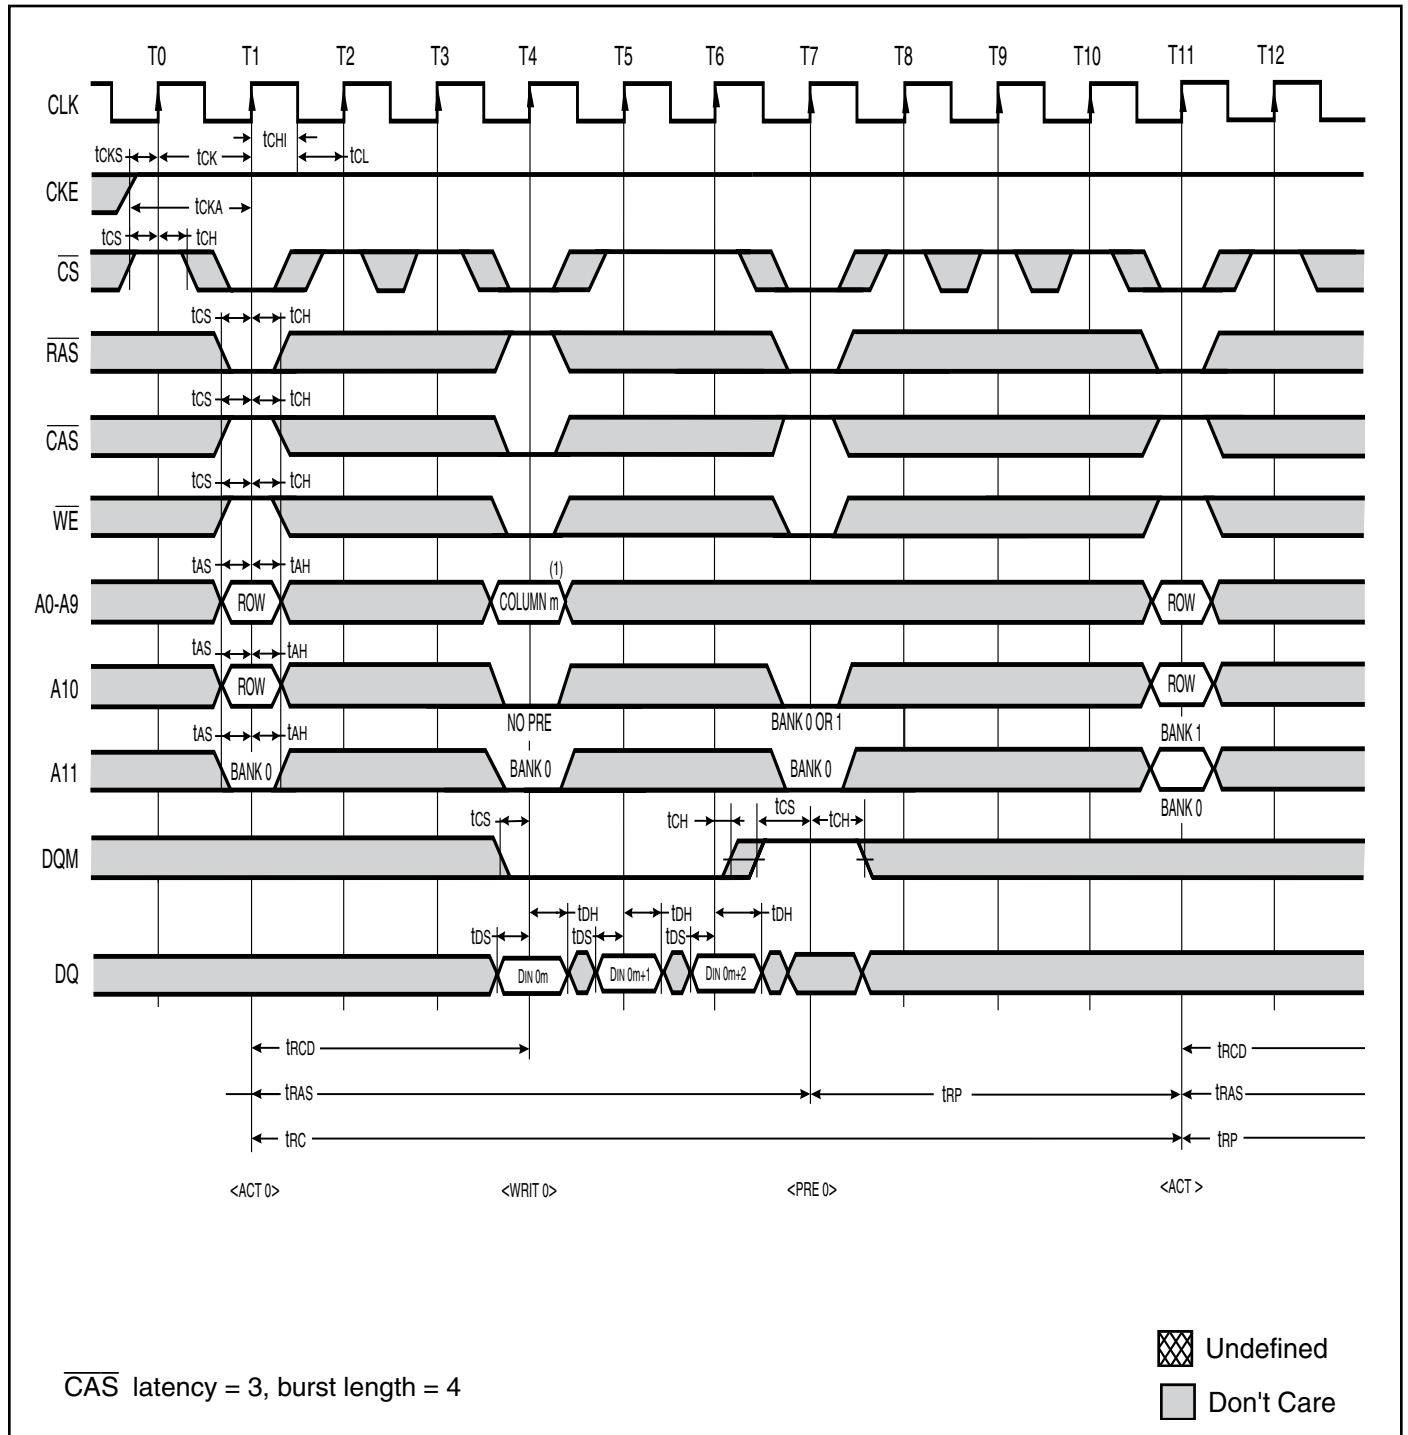 T0 T1 T2 T3 T4 T5 T6 T7 T8 T9 T10 T11 T12
CLK
tCHI
tCKS tCK tCL
CKE
tCKA
tCS tCH
CS
tCS tCH
RAS
tCS tCH
CAS
tCS tCH
WE
tAS tAH (1)
A0-A9 ROW COLUMN m ROW
tAS tAH
A10 ROW ROW
NO PRE BANK 0 OR 1
tAS tAH BANK 1
A11 BANK 0 BANK 0 BANK 0
BANK 0
tCS tCH tCS tCH
DQM
tDH tDH tDH
tDS tDS tDS
DQ DIN 0m DIN 0m+1 DIN 0m+2
tRCD tRCD
tRAS tRP tRAS
tRC tRP
<ACT 0> <WRIT 0> <PRE 0> <ACT >
Undefined
CAS latency = 3, burst length = 4
Don't Care